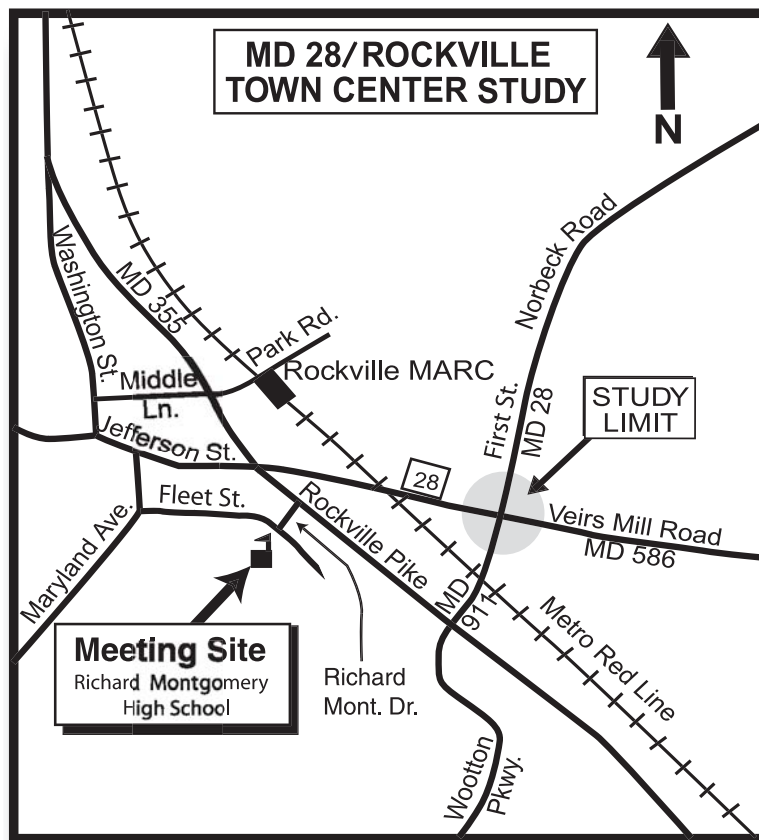 MD 28/ROCKVILLE
TOWN CENTER STUDY
N
Norbeck Road
Washington St.
MD 355
Park Rd.
Rockville MARC
Middle
Ln.
First St.
MD 28
STUDY
LIMIT
Jefferson St.
28
Fleet St.
Rockville Pike
Veirs Mill Road
MD 586
Maryland Ave.
MD
911
Meeting Site
Richard Montgomery
High School
Richard
Mont. Dr.
Metro Red Line
Wootton
Pkwy.